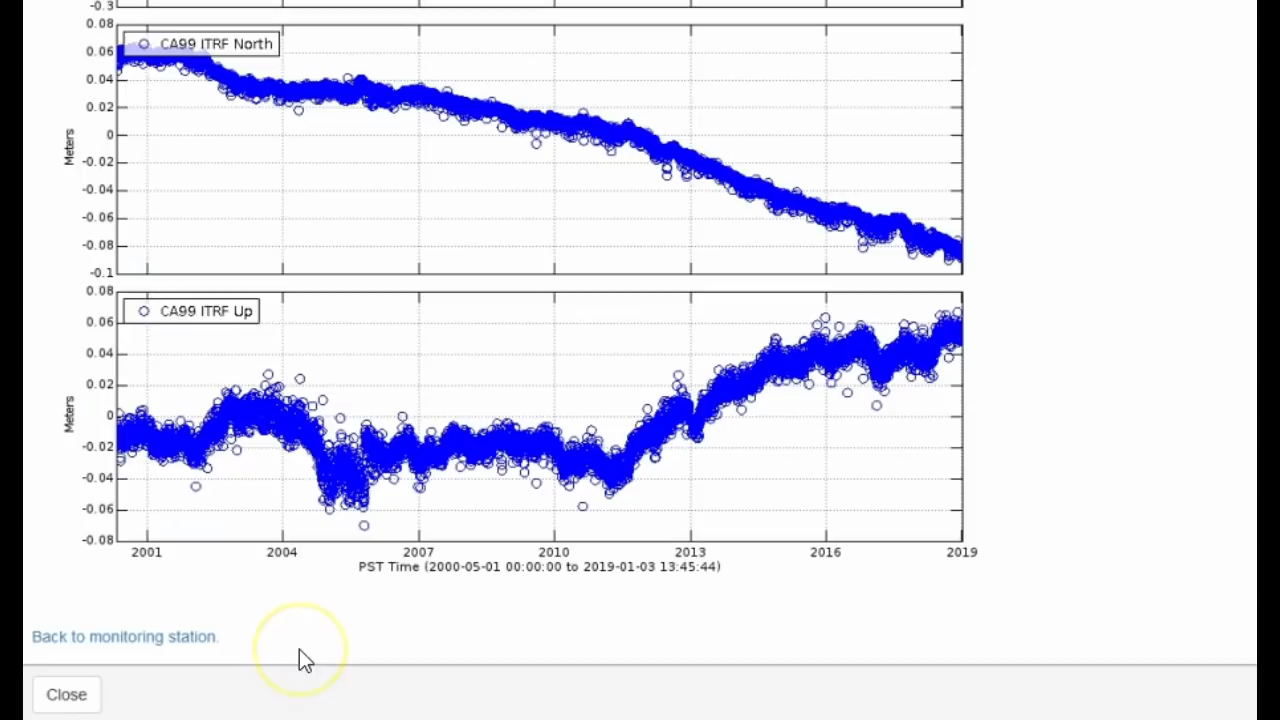 -0.3
0.08
CA99 ITRF North
0.06
0.04
0.02
0
-0.02
-0.04
-0.06
-0.08
-0.1
Meters
0.08
CA99 ITRF Up
0.06
0.04
0.02
0
-0.02
-0.04
-0.06
-0.08
Meters
2001 2004 2007 2010 2013 2016 2019
PST Time (2000-05-01 00:00:00 to 2019-01-03 13:45:44)
Back to monitoring station.
Close